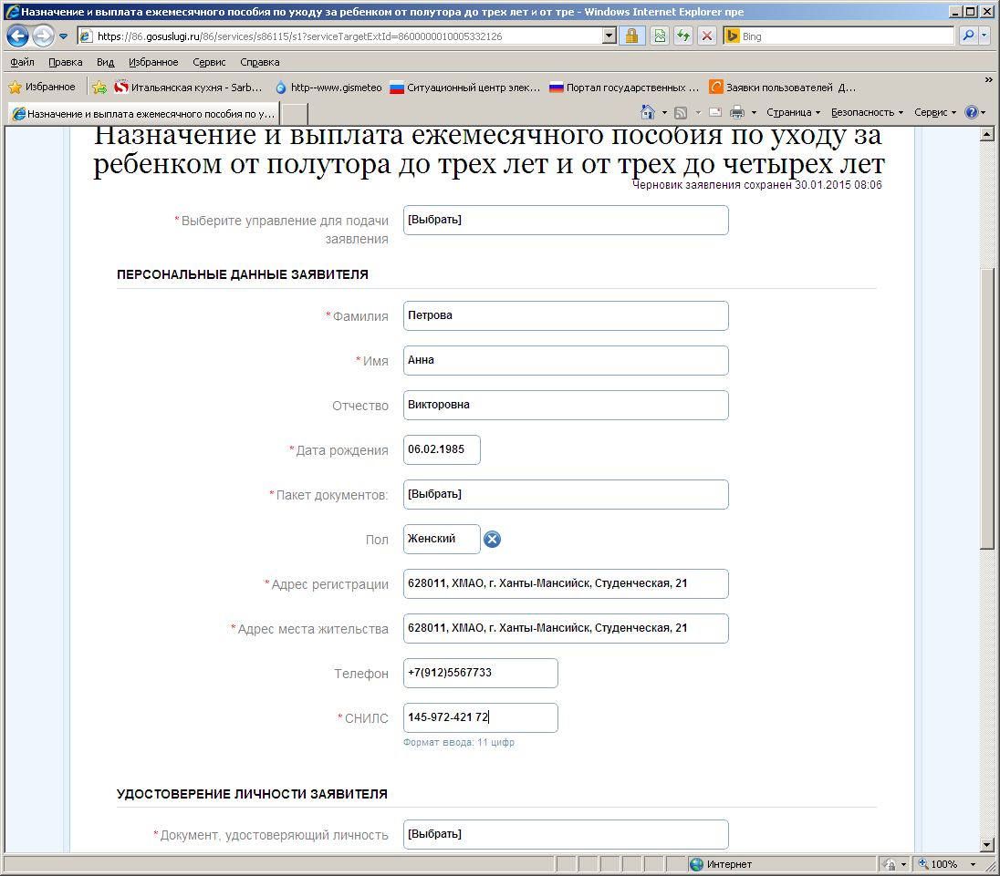 Назначение и выплата ежемесячного пособия по уходу за ребенком от полутора до трех лет и от тре - Windows Internet Explorer пре
https://86.gosuslugi.ru/86/services/s86115/s1?serviceTargetExtId=8600000010005332126
Bing
Файл Правка Вид Избранное Сервис Справка
Избранное Итальянская кухня - Sarb... http--www.gismeteo Ситуационный центр элек... Портал государственных ... Заявки пользователей Д...
Назначение и выплата ежемесячного пособия по у...
Страница Безопасность Сервис
Назначение и выплата ежемесячного пособия по уходу за
ребенком от полутора до трех лет и от трех до четырех лет
Черновик заявления сохранен 30.01.2015 08:06
* Выберите управление для подачи
заявления
[Выбрать]
ПЕРСОНАЛЬНЫЕ ДАННЫЕ ЗАЯВИТЕЛЯ
* Фамилия Петрова
* Имя Анна
Отчество Викторовна
* Дата рождения 06.02.1985
* Пакет документов: [Выбрать]
Пол Женский
* Адрес регистрации 628011, ХМАО, г. Ханты-Мансийск, Студенческая, 21
* Адрес места жительства 628011, ХМАО, г. Ханты-Мансийск, Студенческая, 21
Телефон +7(912)5567733
* СНИЛС 145-972-421 72
Формат ввода: 11 цифр
УДОСТОВЕРЕНИЕ ЛИЧНОСТИ ЗАЯВИТЕЛЯ
* Документ, удостоверяющий личность [Выбрать]
Интернет 100%